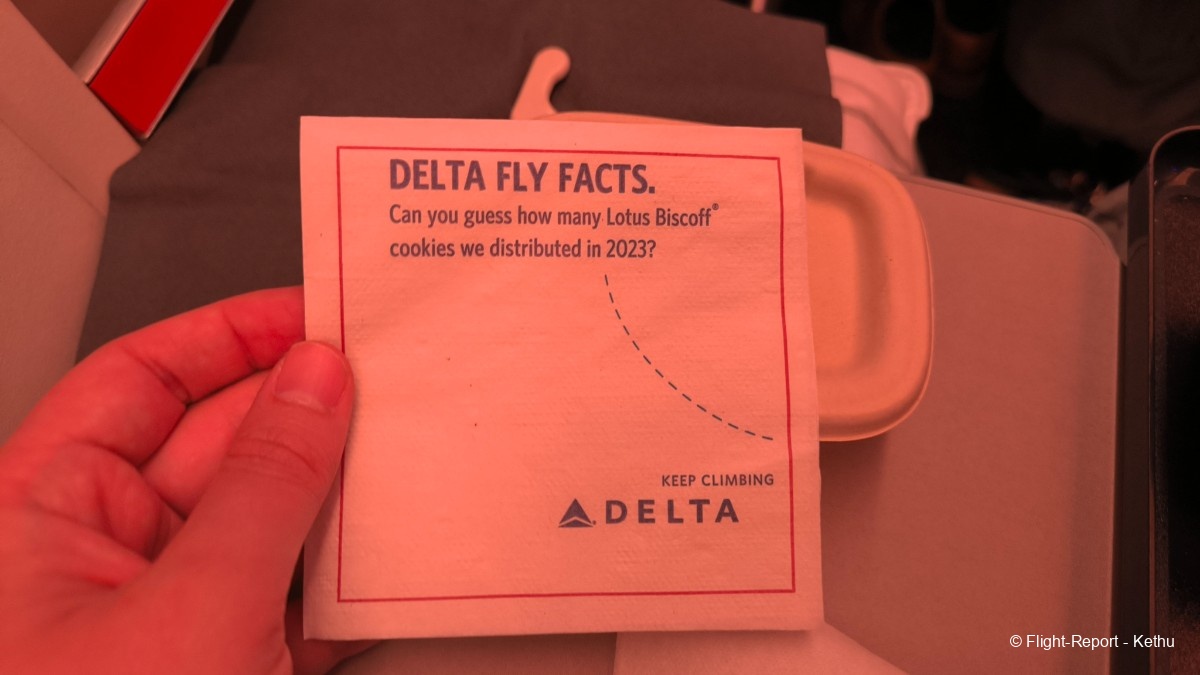 DELTA FLY FACTS.
Can you guess how many Lotus Biscoff®
cookies we distributed in 2023?
KEEP CLIMBING
DELTA
© Flight-Report - Kethu